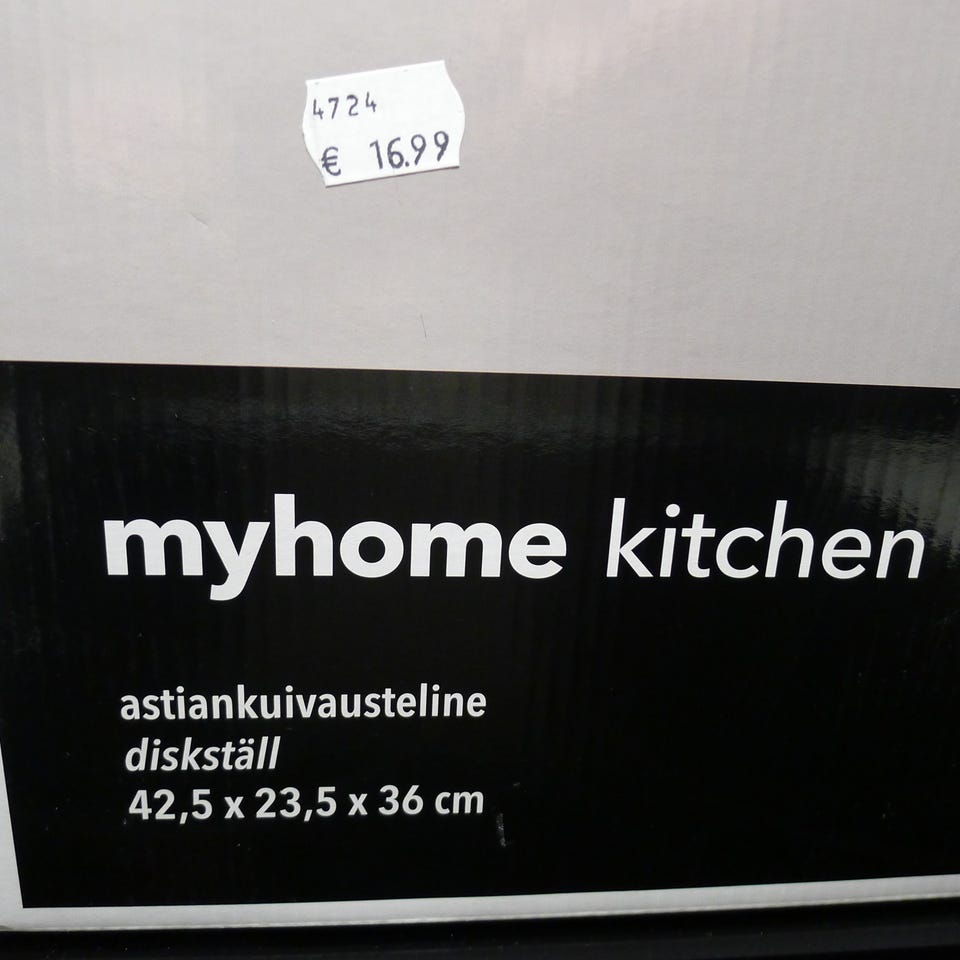 4724
€ 16.99
myhome kitchen
astiankuivausteline
diskställ
42,5 x 23,5 x 36 cm